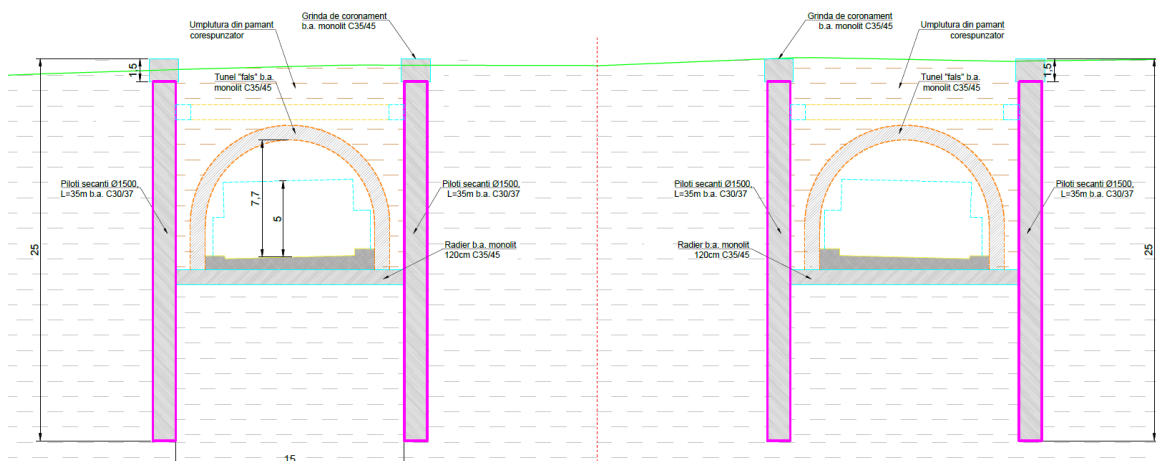 Grinda de coronament
b.a. monolit C35/45
Umplutura din pamant
corespunzator
Tunel "fals" b.a.
monolit C35/45
1,5
Piloti secanti Ø1500,
L=35m b.a. C30/37
Piloti secanti Ø1500,
L=35m b.a. C30/37
7,7
5
25
Radier b.a. monolit
120cm C35/45
15
Grinda de coronament
b.a. monolit C35/45
Umplutura din pamant
corespunzator
Tunel "fals" b.a.
monolit C35/45
1,5
Piloti secanti Ø1500,
L=35m b.a. C30/37
Piloti secanti Ø1500,
L=35m b.a. C30/37
Radier b.a. monolit
120cm C35/45
25